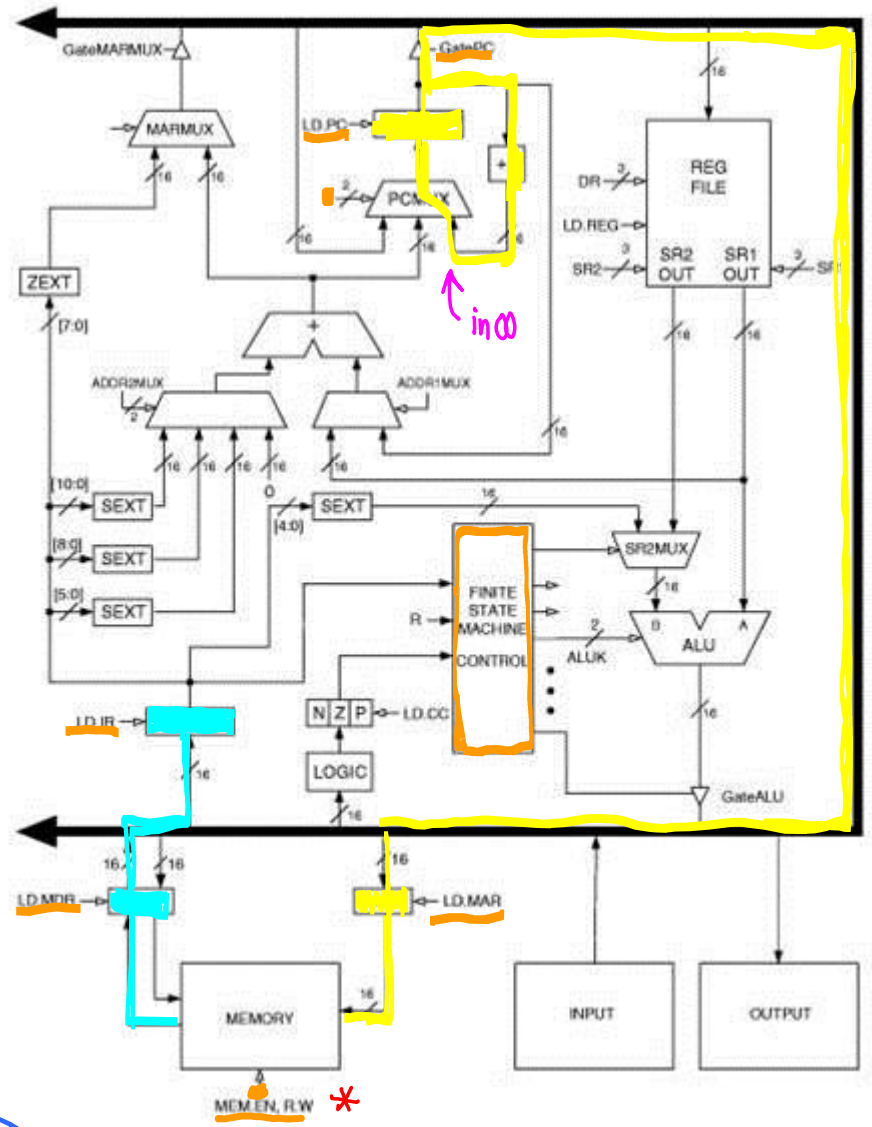 GateMARMUX
GatePC
16
MARMUX
LD.PC
REG
FILE
+
DR
3
16
16
2
PCMUX
LD.REG
16
16
16
SR2
3
SR2
OUT
SR1
OUT
3
ZEXT
[7:0]
in00
+
16
16
ADDR2MUX
2
ADDR1MUX
16
16
16
16
16
16
[10:0]
SEXT
0
[4:0]
SEXT
16
[8:0]
SEXT
SR2MUX
[5:0]
SEXT
FINITE
STATE
MACHINE
CONTROL
R
16
B
ALU
A
2
ALUK
LD.IR
N Z P
LD.CC
16
16
LOGIC
GateALU
16
16
16
16
LD.MDR
LD.MAR
16
MEMORY
INPUT
OUTPUT
MEM.EN, R.W *